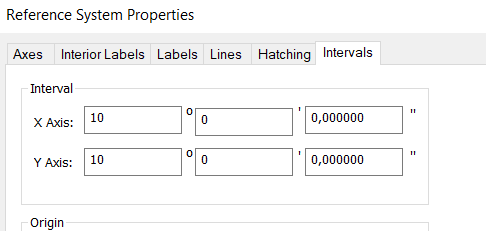 Reference System Properties
Axes Interior Labels Labels Lines Hatching Intervals
Interval
X Axis: 10 o 0 ' 0,000000 "
Y Axis: 10 o 0 ' 0,000000 "
Origin